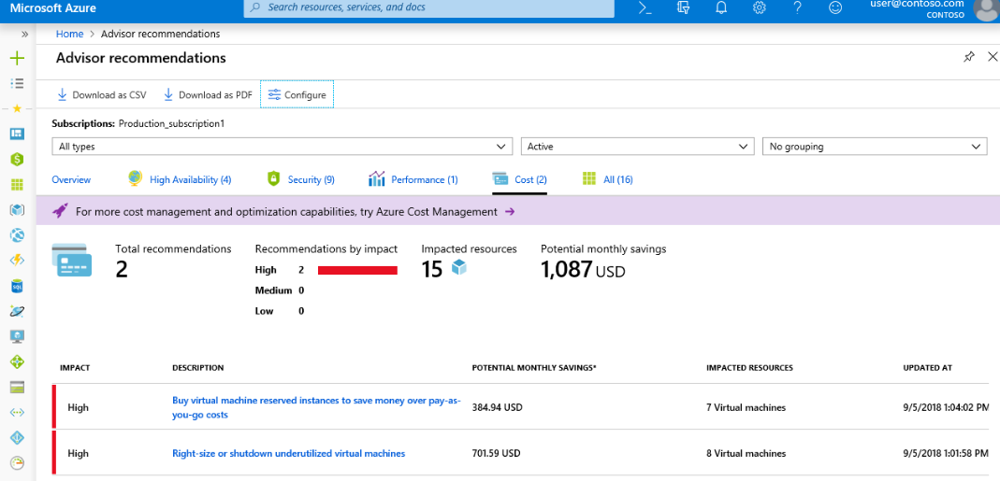 Microsoft Azure
Search resources, services, and docs
user@contoso.com
CONTOSO
Home > Advisor recommendations
Advisor recommendations
Download as CSV Download as PDF Configure
Subscriptions: Production_subscription1
All types Active No grouping
Overview High Availability (4) Security (9) Performance (1) Cost (2) All (16)
For more cost management and optimization capabilities, try Azure Cost Management →
Total recommendations Recommendations by impact Impacted resources Potential monthly savings
2 High 2 15 1,087 USD
Medium 0
Low 0
IMPACT DESCRIPTION POTENTIAL MONTHLY SAVINGS* IMPACTED RESOURCES UPDATED AT
High Buy virtual machine reserved instances to save money over pay-as- 384.94 USD 7 Virtual machines 9/5/2018 1:04:02 PM
you-go costs
High Right-size or shutdown underutilized virtual machines 701.59 USD 8 Virtual machines 9/5/2018 1:01:58 PM